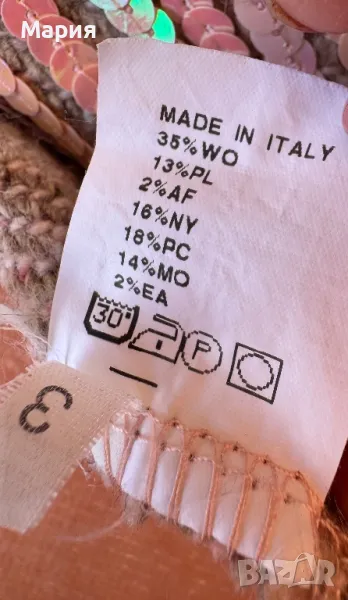 Мария
MADE IN ITALY
35%WO
13%PL
2%AF
16%NY
18%PC
14%MO
2%EA
30° P
3
BAZAR